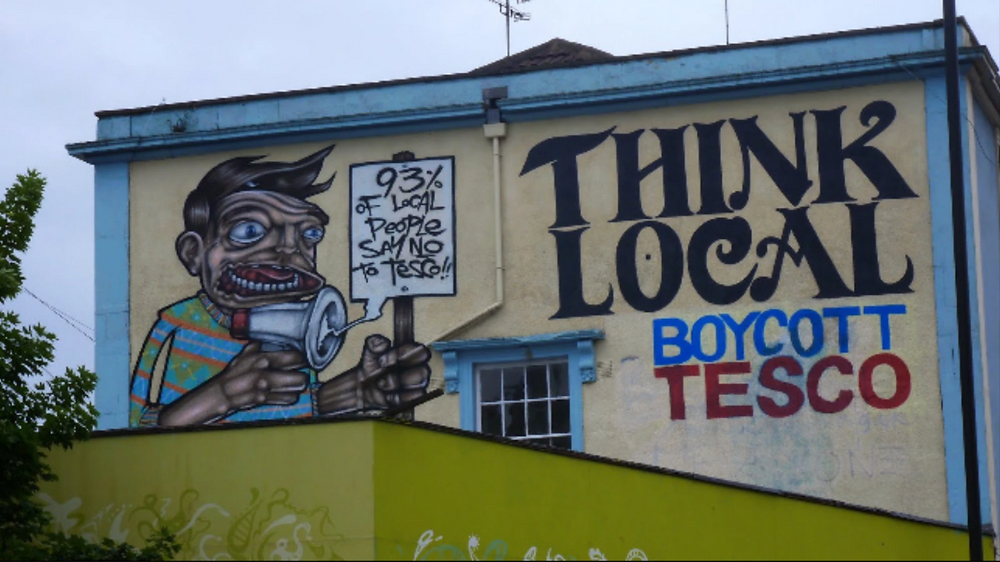 93%
OF LOCAL
PEOPLE
SAY NO
to TESCO!!
THINK
LOCAL
BOYCOTT
TESCO